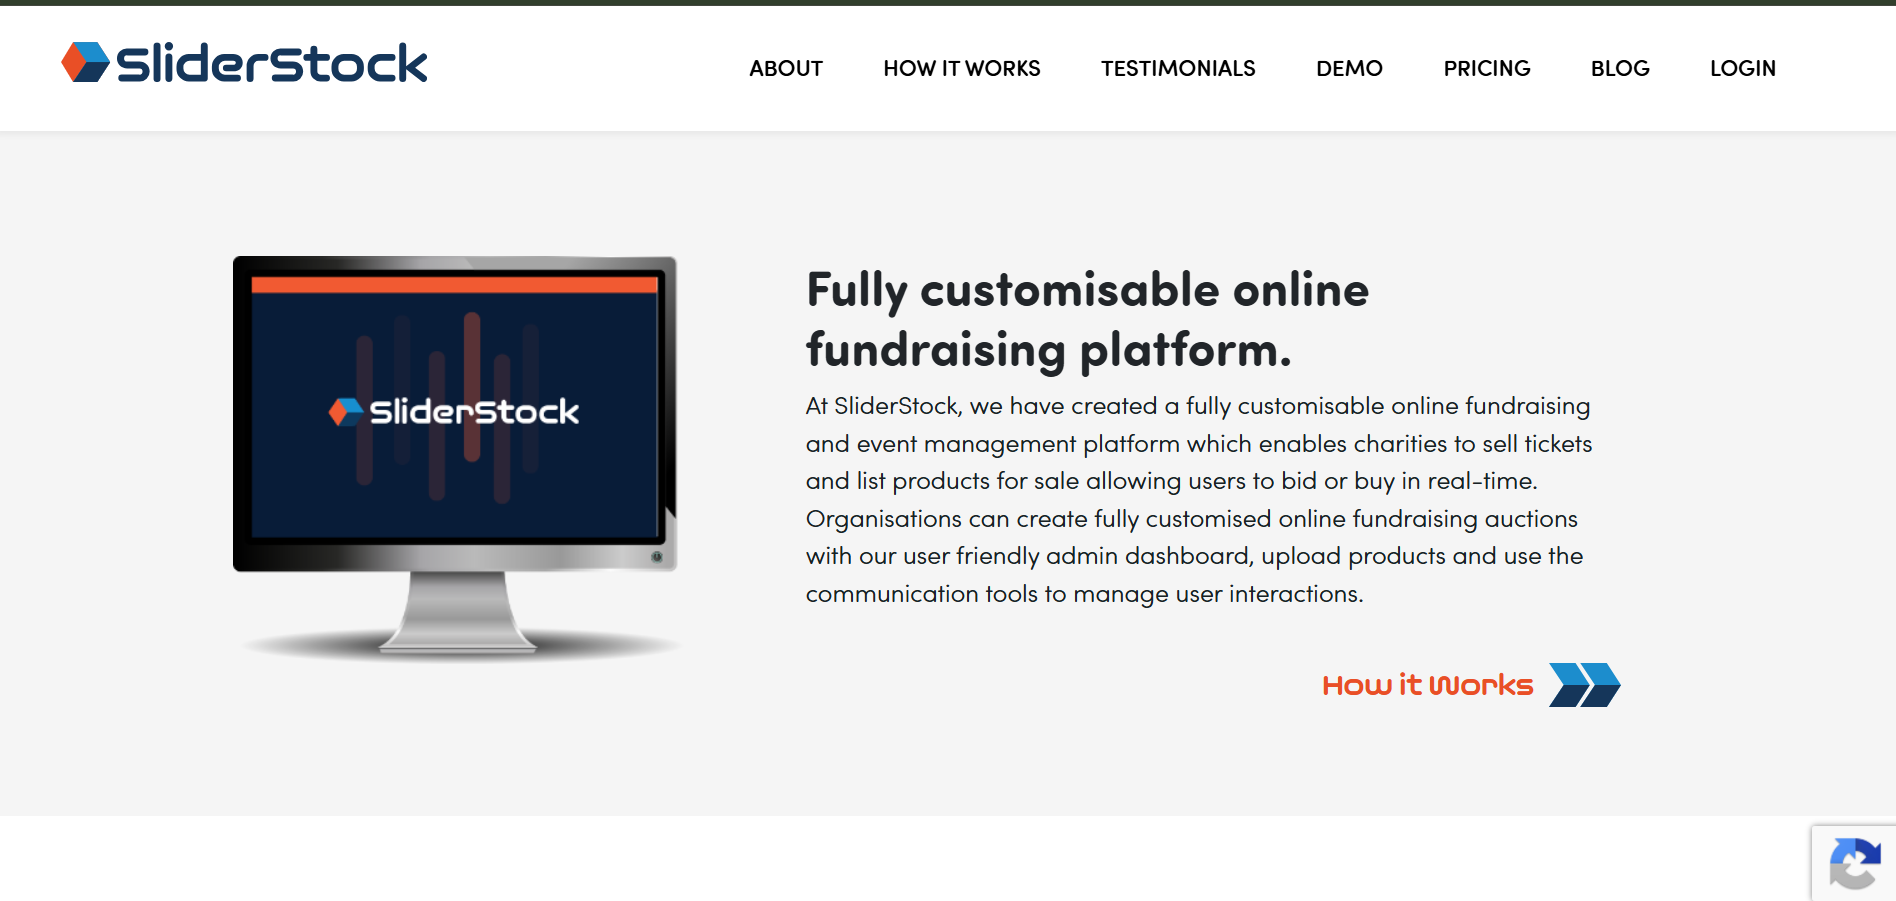 SliderStock
ABOUT
HOW IT WORKS
TESTIMONIALS
DEMO
PRICING
BLOG
LOGIN
SliderStock
Fully customisable online
fundraising platform.
At SliderStock, we have created a fully customisable online fundraising
and event management platform which enables charities to sell tickets
and list products for sale allowing users to bid or buy in real-time.
Organisations can create fully customised online fundraising auctions
with our user friendly admin dashboard, upload products and use the
communication tools to manage user interactions.
How it Works